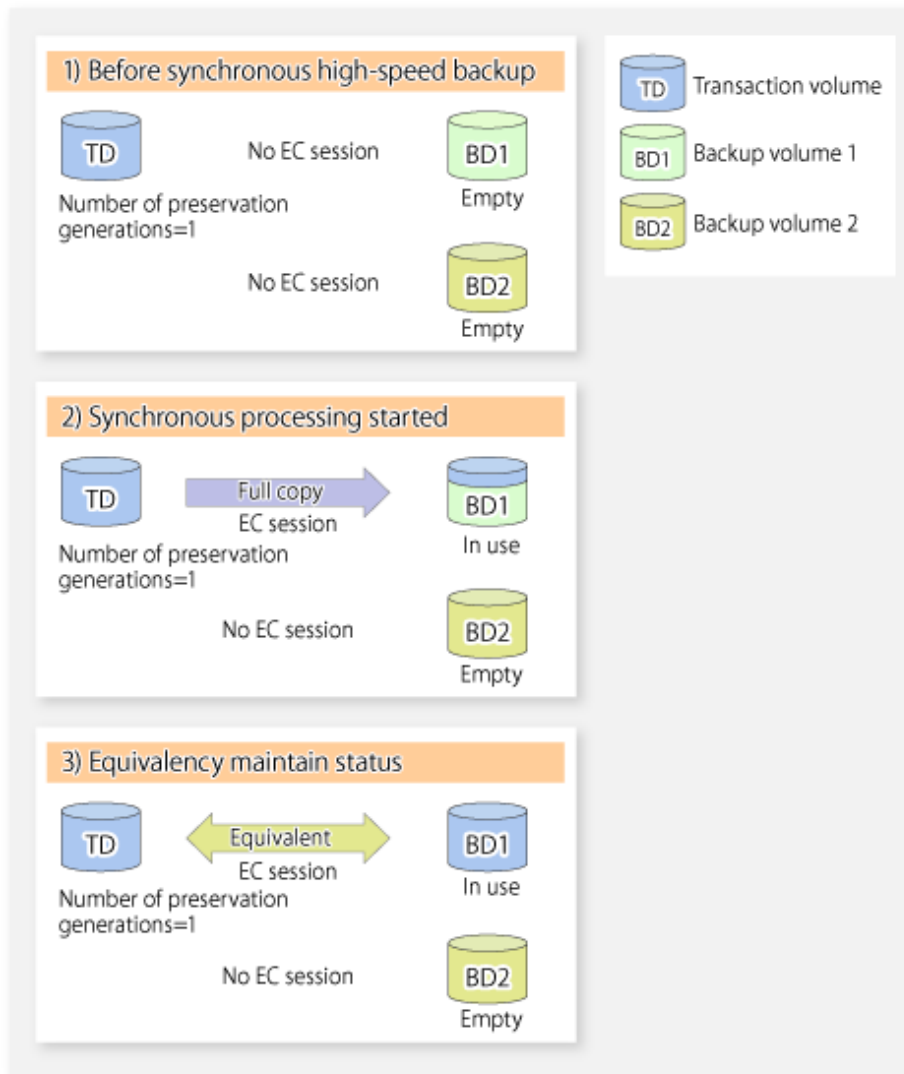 1) Before synchronous high-speed backup
TD
No EC session
BD1
Number of preservation
generations=1
Empty
No EC session
BD2
Empty
TD Transaction volume
BD1 Backup volume 1
BD2 Backup volume 2
2) Synchronous processing started
TD
Full copy
EC session
BD1
In use
Number of preservation
generations=1
No EC session
BD2
Empty
3) Equivalency maintain status
TD
Equivalent
EC session
BD1
In use
Number of preservation
generations=1
No EC session
BD2
Empty